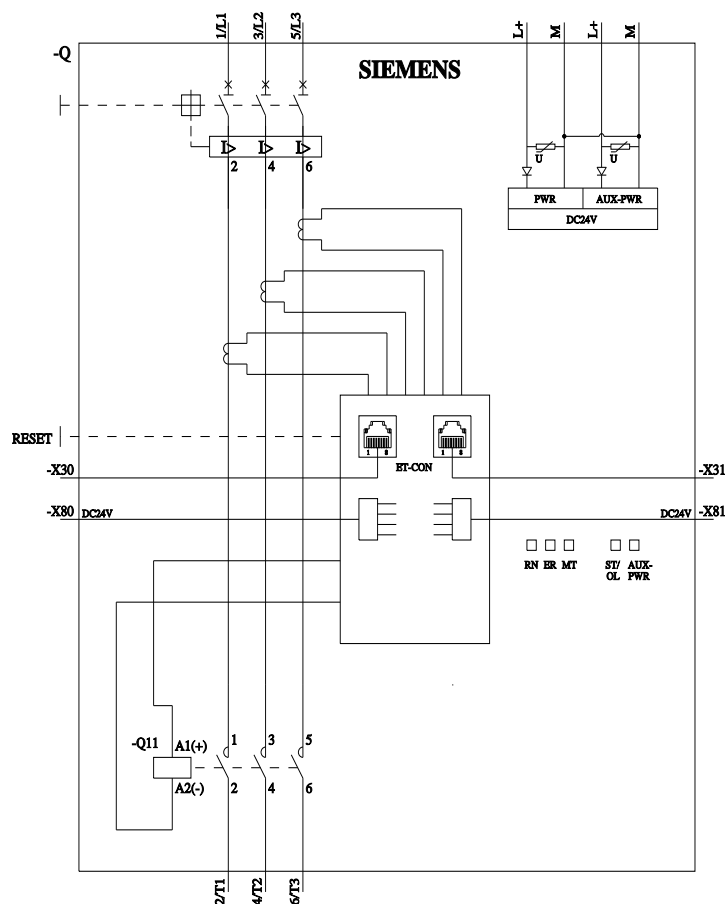 1/L1
3/L2
5/L3
L+
M
L+
M
-Q
SIEMENS
I> I> I>
2
4
6
U
U
PWR
AUX-PWR
DC24V
RESET
1 8
1 8
ET-CON
-X30
-X31
-X80 DC24V
DC24V -X81
RN ER MT
ST/
OL
AUX-
PWR
-Q11
A1(+)
1
3
5
A2(-)
2
4
6
2/T1
4/T2
6/T3